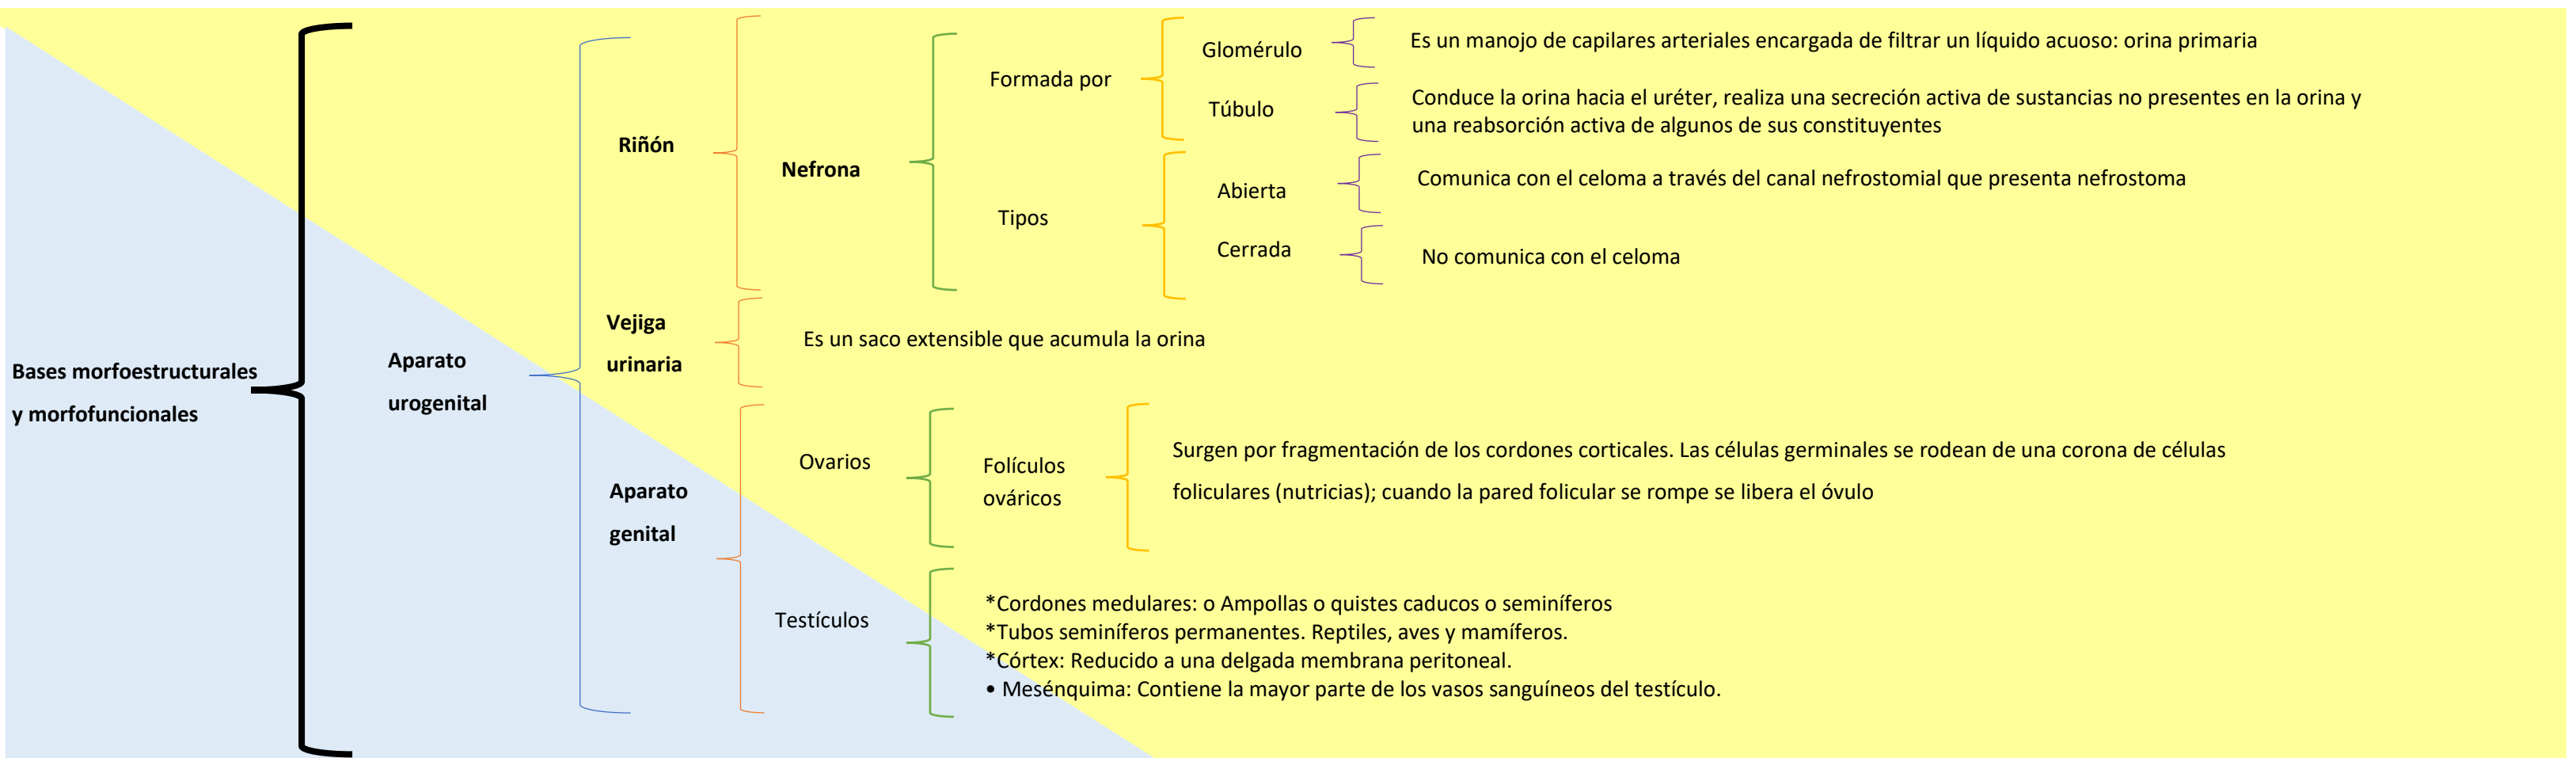 Bases morfoestructurales
y morfofuncionales
Aparato
urogenital
Riñón
Nefrona
Formada por
Glomérulo
Es un manojo de capilares arteriales encargada de filtrar un líquido acuoso: orina primaria
Túbulo
Conduce la orina hacia el uréter, realiza una secreción activa de sustancias no presentes en la orina y
una reabsorción activa de algunos de sus constituyentes
Tipos
Abierta
Comunica con el celoma a través del canal nefrostomial que presenta nefrostoma
Cerrada
No comunica con el celoma
Vejiga
urinaria
Es un saco extensible que acumula la orina
Aparato
genital
Ovarios
Folículos
ováricos
Surgen por fragmentación de los cordones corticales. Las células germinales se rodean de una corona de células
foliculares (nutricias); cuando la pared folicular se rompe se libera el óvulo
Testículos
*Cordones medulares: o Ampollas o quistes caducos o seminíferos
*Tubos seminíferos permanentes. Reptiles, aves y mamíferos.
*Córtex: Reducido a una delgada membrana peritoneal.
• Mesénquima: Contiene la mayor parte de los vasos sanguíneos del testículo.